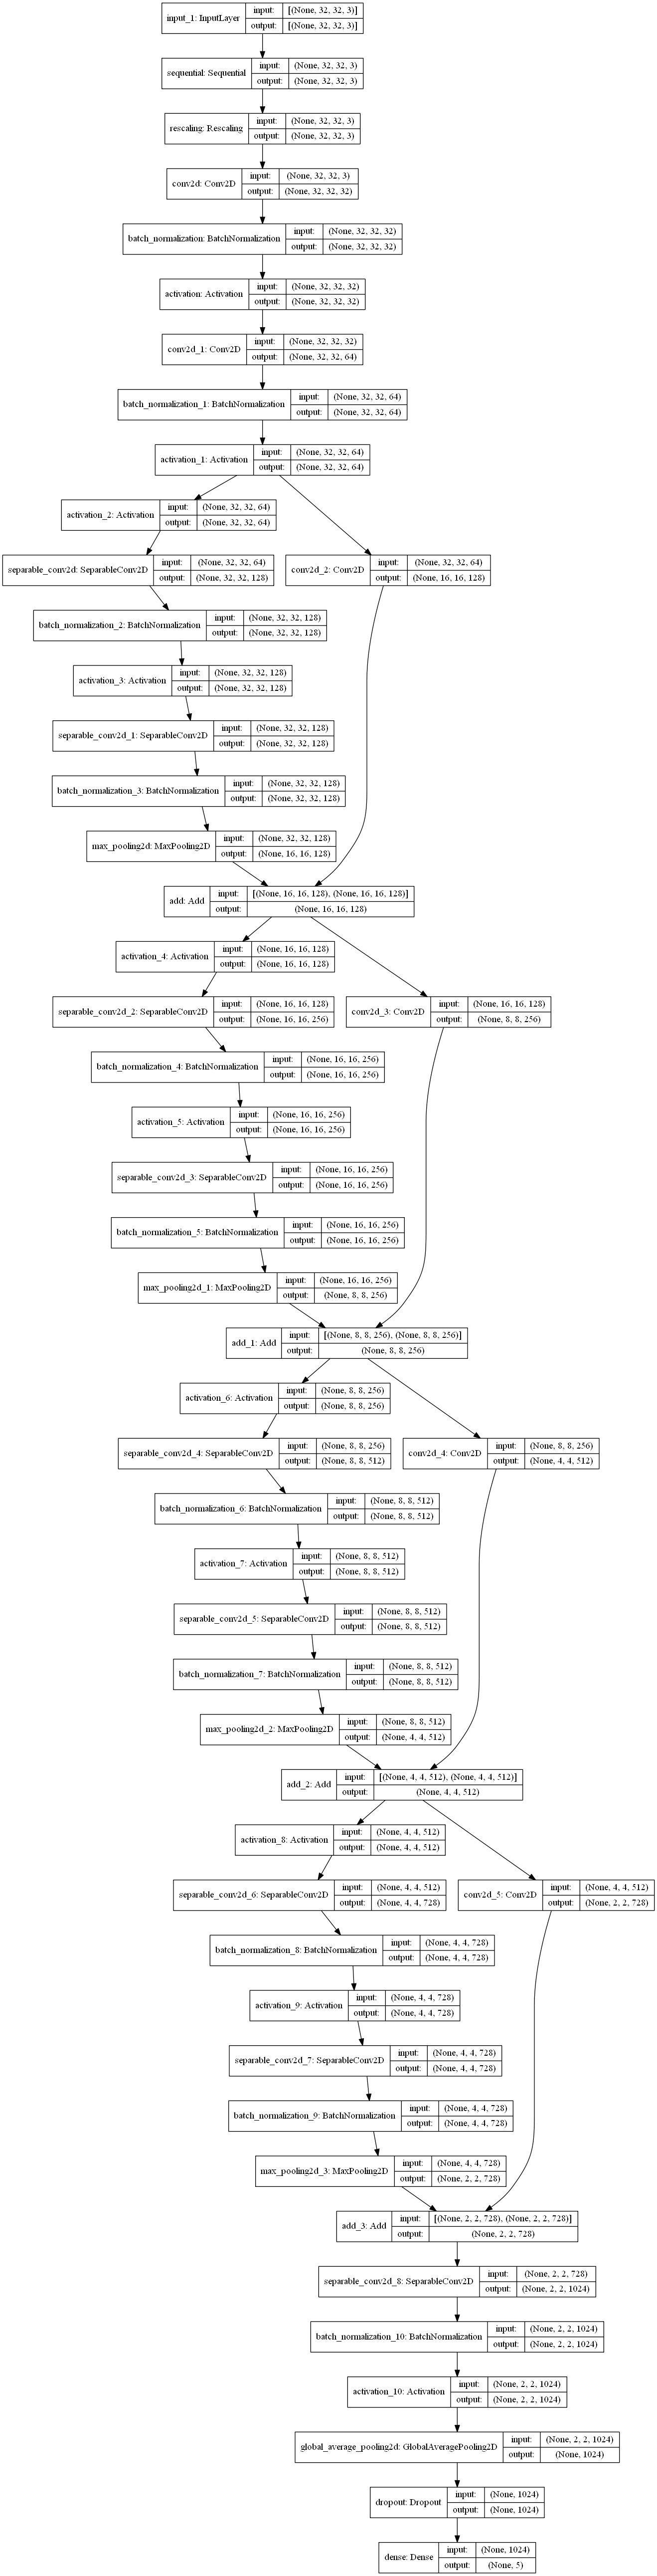 input_1: InputLayer
input: [(None, 32, 32, 3)]
output: [(None, 32, 32, 3)]
sequential: Sequential
input: (None, 32, 32, 3)
output: (None, 32, 32, 3)
rescaling: Rescaling
input: (None, 32, 32, 3)
output: (None, 32, 32, 3)
conv2d: Conv2D
input: (None, 32, 32, 3)
output: (None, 32, 32, 32)
batch_normalization: BatchNormalization
input: (None, 32, 32, 32)
output: (None, 32, 32, 32)
activation: Activation
input: (None, 32, 32, 32)
output: (None, 32, 32, 32)
conv2d_1: Conv2D
input: (None, 32, 32, 32)
output: (None, 32, 32, 64)
batch_normalization_1: BatchNormalization
input: (None, 32, 32, 64)
output: (None, 32, 32, 64)
activation_1: Activation
input: (None, 32, 32, 64)
output: (None, 32, 32, 64)
activation_2: Activation
input: (None, 32, 32, 64)
output: (None, 32, 32, 64)
separable_conv2d: SeparableConv2D
input: (None, 32, 32, 64)
output: (None, 32, 32, 128)
conv2d_2: Conv2D
input: (None, 32, 32, 64)
output: (None, 16, 16, 128)
batch_normalization_2: BatchNormalization
input: (None, 32, 32, 128)
output: (None, 32, 32, 128)
activation_3: Activation
input: (None, 32, 32, 128)
output: (None, 32, 32, 128)
separable_conv2d_1: SeparableConv2D
input: (None, 32, 32, 128)
output: (None, 32, 32, 128)
batch_normalization_3: BatchNormalization
input: (None, 32, 32, 128)
output: (None, 32, 32, 128)
max_pooling2d: MaxPooling2D
input: (None, 32, 32, 128)
output: (None, 16, 16, 128)
add: Add
input: [(None, 16, 16, 128), (None, 16, 16, 128)]
output: (None, 16, 16, 128)
activation_4: Activation
input: (None, 16, 16, 128)
output: (None, 16, 16, 128)
separable_conv2d_2: SeparableConv2D
input: (None, 16, 16, 128)
output: (None, 16, 16, 256)
conv2d_3: Conv2D
input: (None, 16, 16, 128)
output: (None, 8, 8, 256)
batch_normalization_4: BatchNormalization
input: (None, 16, 16, 256)
output: (None, 16, 16, 256)
activation_5: Activation
input: (None, 16, 16, 256)
output: (None, 16, 16, 256)
separable_conv2d_3: SeparableConv2D
input: (None, 16, 16, 256)
output: (None, 16, 16, 256)
batch_normalization_5: BatchNormalization
input: (None, 16, 16, 256)
output: (None, 16, 16, 256)
max_pooling2d_1: MaxPooling2D
input: (None, 16, 16, 256)
output: (None, 8, 8, 256)
add_1: Add
input: [(None, 8, 8, 256), (None, 8, 8, 256)]
output: (None, 8, 8, 256)
activation_6: Activation
input: (None, 8, 8, 256)
output: (None, 8, 8, 256)
separable_conv2d_4: SeparableConv2D
input: (None, 8, 8, 256)
output: (None, 8, 8, 512)
conv2d_4: Conv2D
input: (None, 8, 8, 256)
output: (None, 4, 4, 512)
batch_normalization_6: BatchNormalization
input: (None, 8, 8, 512)
output: (None, 8, 8, 512)
activation_7: Activation
input: (None, 8, 8, 512)
output: (None, 8, 8, 512)
separable_conv2d_5: SeparableConv2D
input: (None, 8, 8, 512)
output: (None, 8, 8, 512)
batch_normalization_7: BatchNormalization
input: (None, 8, 8, 512)
output: (None, 8, 8, 512)
max_pooling2d_2: MaxPooling2D
input: (None, 8, 8, 512)
output: (None, 4, 4, 512)
add_2: Add
input: [(None, 4, 4, 512), (None, 4, 4, 512)]
output: (None, 4, 4, 512)
activation_8: Activation
input: (None, 4, 4, 512)
output: (None, 4, 4, 512)
separable_conv2d_6: SeparableConv2D
input: (None, 4, 4, 512)
output: (None, 4, 4, 728)
conv2d_5: Conv2D
input: (None, 4, 4, 512)
output: (None, 2, 2, 728)
batch_normalization_8: BatchNormalization
input: (None, 4, 4, 728)
output: (None, 4, 4, 728)
activation_9: Activation
input: (None, 4, 4, 728)
output: (None, 4, 4, 728)
separable_conv2d_7: SeparableConv2D
input: (None, 4, 4, 728)
output: (None, 4, 4, 728)
batch_normalization_9: BatchNormalization
input: (None, 4, 4, 728)
output: (None, 4, 4, 728)
max_pooling2d_3: MaxPooling2D
input: (None, 4, 4, 728)
output: (None, 2, 2, 728)
add_3: Add
input: [(None, 2, 2, 728), (None, 2, 2, 728)]
output: (None, 2, 2, 728)
separable_conv2d_8: SeparableConv2D
input: (None, 2, 2, 728)
output: (None, 2, 2, 1024)
batch_normalization_10: BatchNormalization
input: (None, 2, 2, 1024)
output: (None, 2, 2, 1024)
activation_10: Activation
input: (None, 2, 2, 1024)
output: (None, 2, 2, 1024)
global_average_pooling2d: GlobalAveragePooling2D
input: (None, 2, 2, 1024)
output: (None, 1024)
dropout: Dropout
input: (None, 1024)
output: (None, 1024)
dense: Dense
input: (None, 1024)
output: (None, 5)